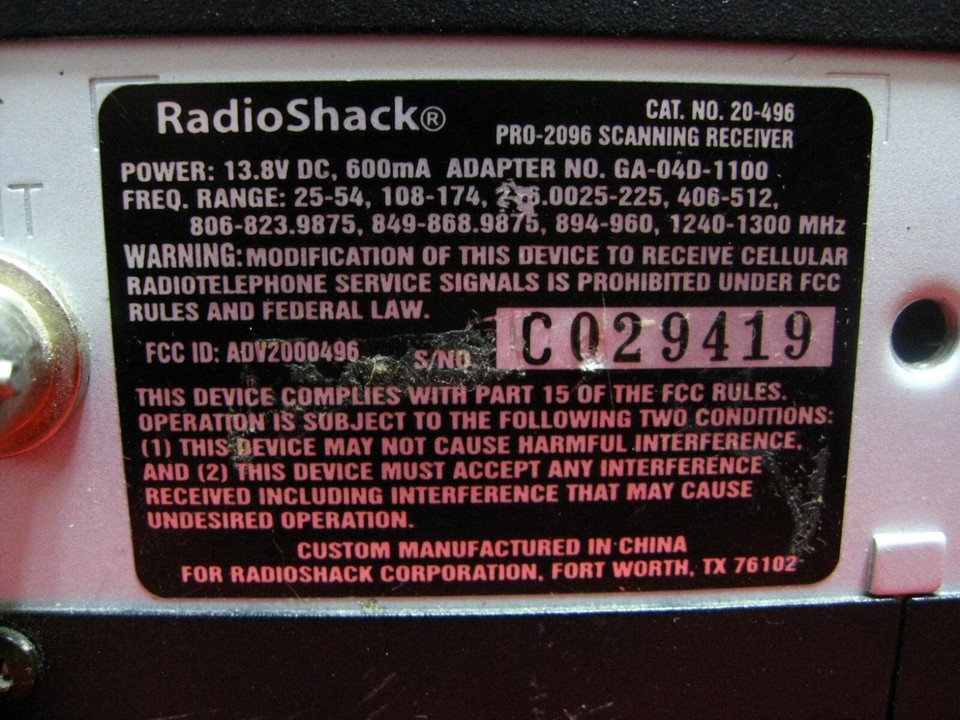 RadioShack®
CAT. NO. 20-496
PRO-2096 SCANNING RECEIVER
POWER: 13.8V DC, 600mA ADAPTER NO. GA-04D-1100
FREQ. RANGE: 25-54, 108-174, 406-512,
806-823.9875, 849-868.9875, 894-960, 1240-1300 MHz
WARNING: MODIFICATION OF THIS DEVICE TO RECEIVE CELLULAR
RADIOTELEPHONE SERVICE SIGNALS IS PROHIBITED UNDER FCC
RULES AND FEDERAL LAW.
FCC ID: ADV2000496 S/NO. C029419
THIS DEVICE COMPLIES WITH PART 15 OF THE FCC RULES.
OPERATION IS SUBJECT TO THE FOLLOWING TWO CONDITIONS:
(1) THIS DEVICE MAY NOT CAUSE HARMFUL INTERFERENCE,
AND (2) THIS DEVICE MUST ACCEPT ANY INTERFERENCE
RECEIVED INCLUDING INTERFERENCE THAT MAY CAUSE
UNDESIRED OPERATION.
CUSTOM MANUFACTURED IN CHINA
FOR RADIOSHACK CORPORATION, FORT WORTH, TX 76102